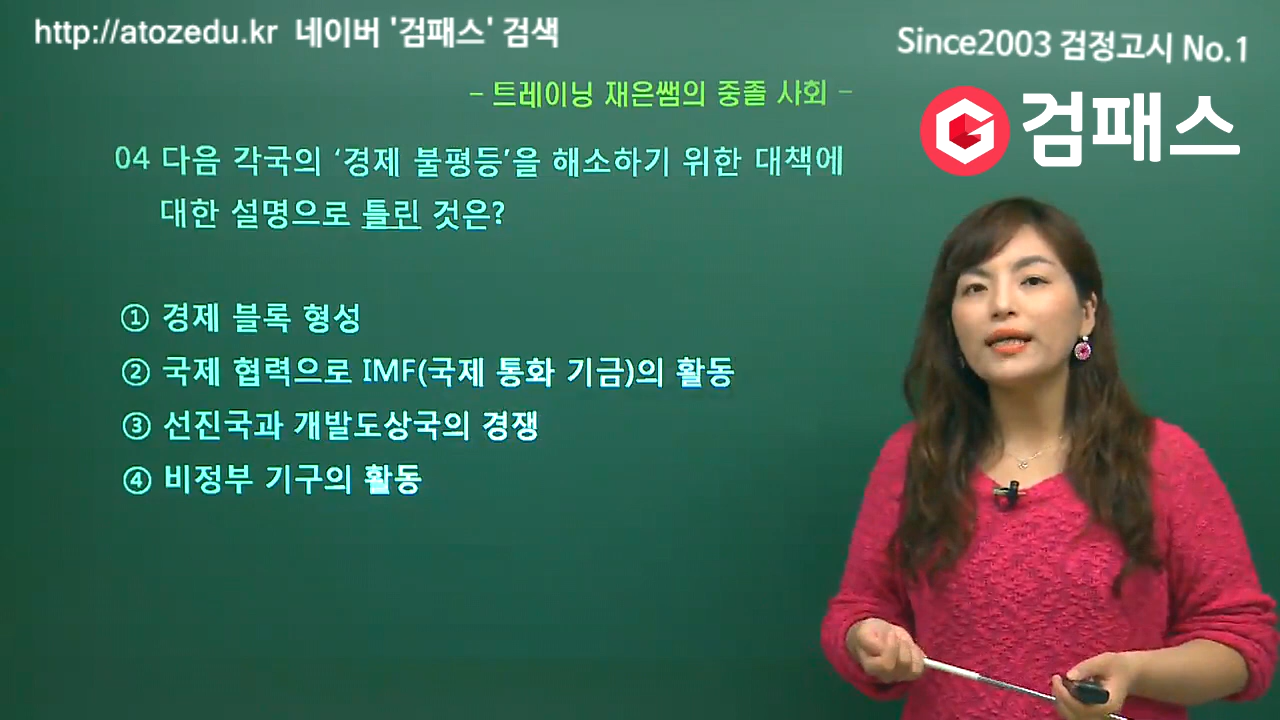 http://atozedu.kr 네이버 '검패스' 검색
Since2003 검정고시 No.1
- 트레이닝 재은쌤의 중졸 사회 -
검패스
04 다음 각국의 ‘경제 불평등’을 해소하기 위한 대책에
대한 설명으로 틀린 것은?
① 경제 블록 형성
② 국제 협력으로 IMF(국제 통화 기금)의 활동
③ 선진국과 개발도상국의 경쟁
④ 비정부 기구의 활동